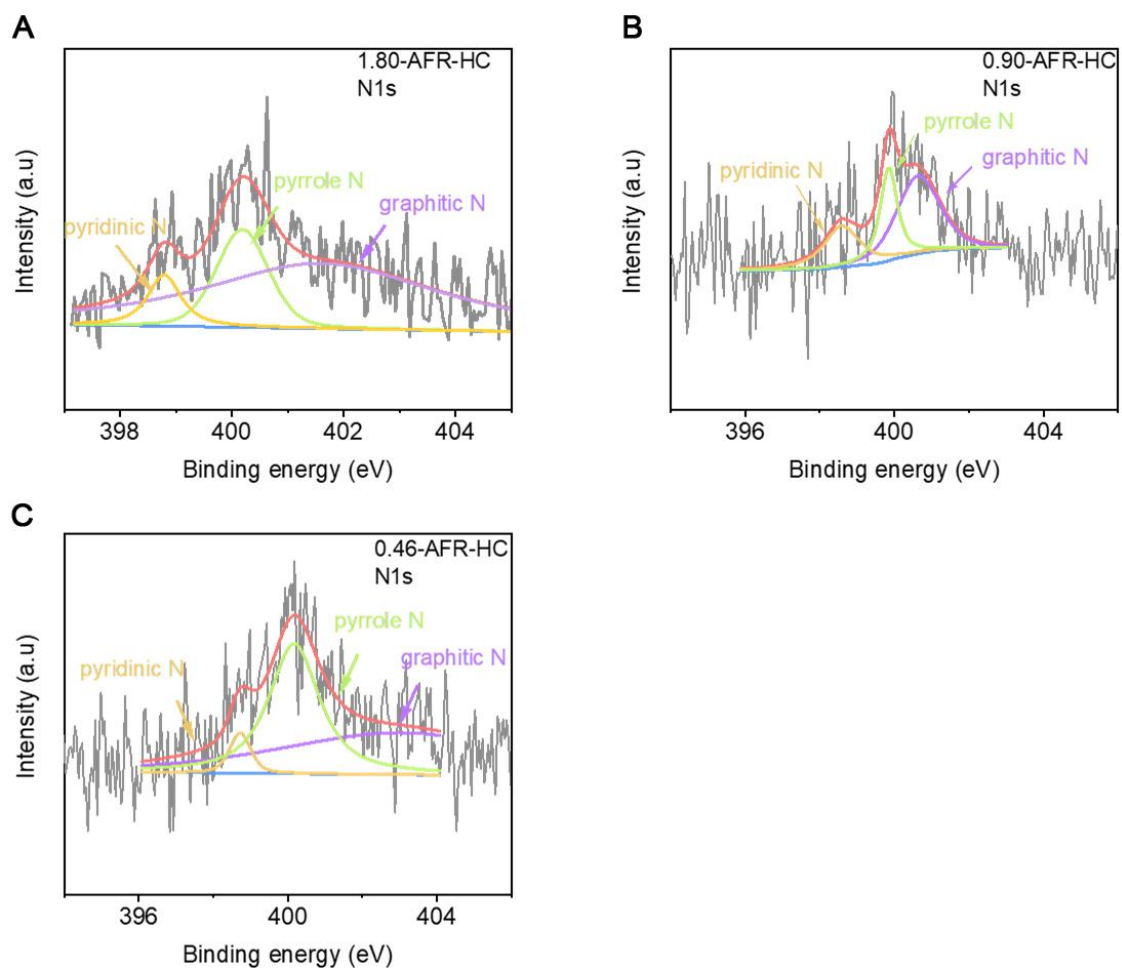 A
1.80-AFR-HC
N1s
pyrrole N
graphitic N
pyridinic N
Intensity (a.u)
398 400 402 404
Binding energy (eV)
B
0.90-AFR-HC
N1s
pyrrole N
graphitic N
pyridinic N
Intensity (a.u)
396 400 404
Binding energy (eV)
C
0.46-AFR-HC
N1s
pyrrole N
graphitic N
pyridinic N
Intensity (a.u)
396 400 404
Binding energy (eV)